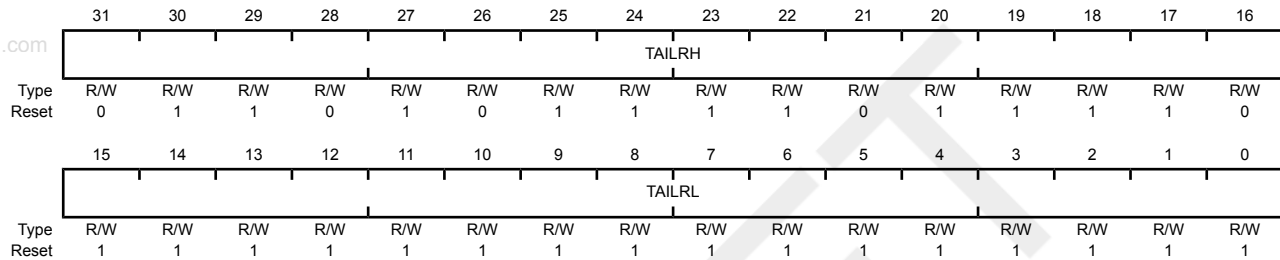 31 30 29 28 27 26 25 24 23 22 21 20 19 18 17 16
.com
TAILRH
Type R/W R/W R/W R/W R/W R/W R/W R/W R/W R/W R/W R/W R/W R/W R/W R/W
Reset 0 1 1 0 1 0 1 1 1 1 0 1 1 1 1 0
15 14 13 12 11 10 9 8 7 6 5 4 3 2 1 0
TAILRL
Type R/W R/W R/W R/W R/W R/W R/W R/W R/W R/W R/W R/W R/W R/W R/W R/W
Reset 1 1 1 1 1 1 1 1 1 1 1 1 1 1 1 1